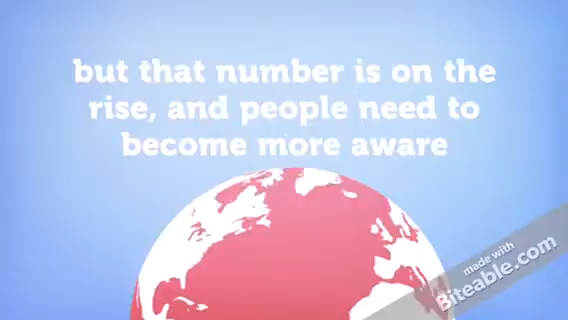 but that number is on the
rise, and people need to
become more aware
made with
Biteable.com